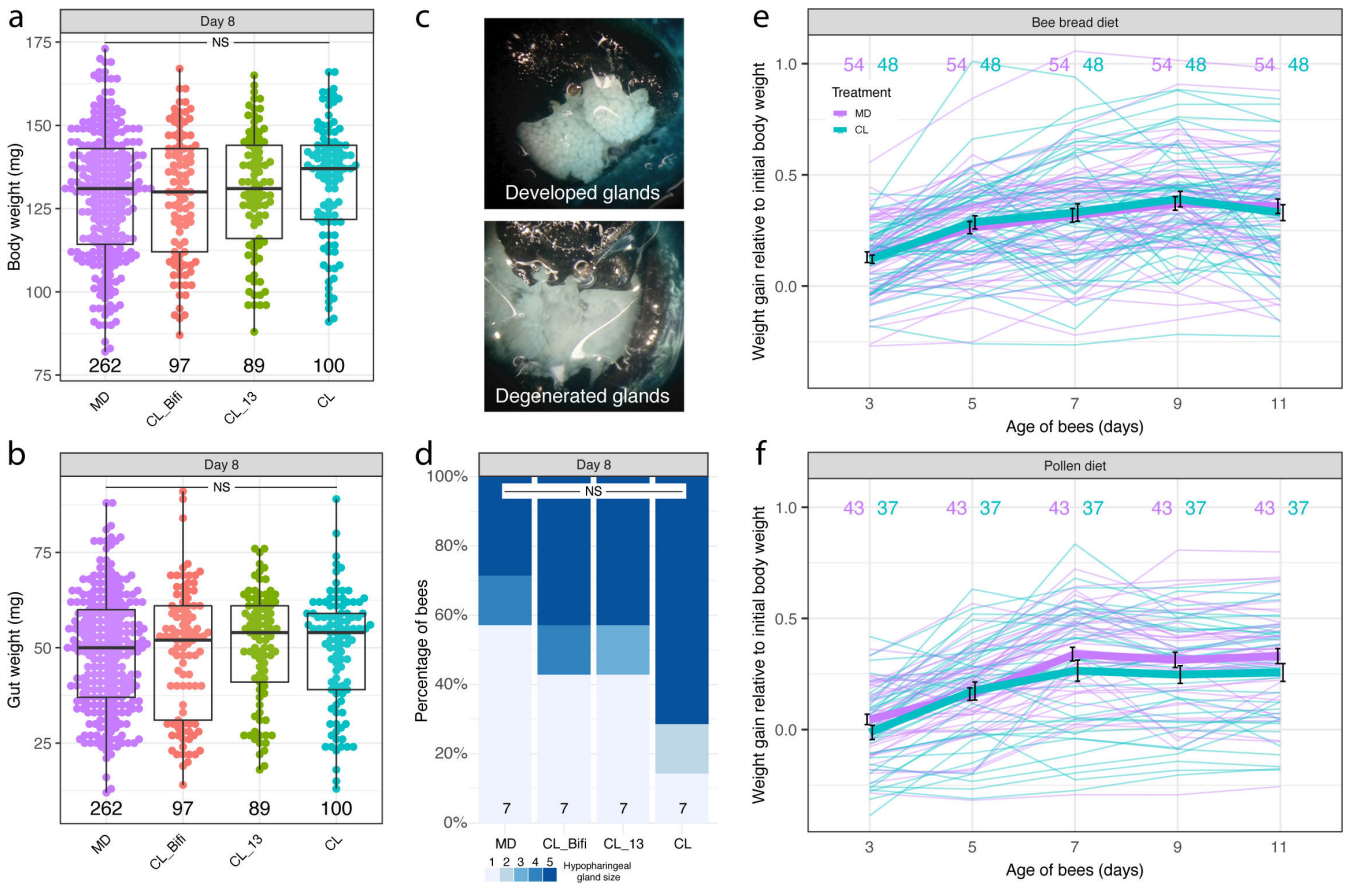 a
Day 8
NS
Body weight (mg)
175
150
125
100
75
262 97 89 100
MD CL_Bifi CL_13 CL
b
Day 8
NS
Gut weight (mg)
75
50
25
262 97 89 100
MD CL_Bifi CL_13 CL
c
Developed glands
Degenerated glands
d
Day 8
NS
Percentage of bees
100%
80%
60%
40%
20%
0%
7 7 7 7
MD CL_Bifi CL_13 CL
1 2 3 4 5
Hypopharingeal
gland size
e
Bee bread diet
54 48 54 48 54 48 54 48 54 48
Treatment
MD
CL
Weight gain relative to initial body weight
1.0
0.5
0.0
3 5 7 9 11
Age of bees (days)
f
Pollen diet
43 37 43 37 43 37 43 37 43 37
Weight gain relative to initial body weight
1.0
0.5
0.0
3 5 7 9 11
Age of bees (days)